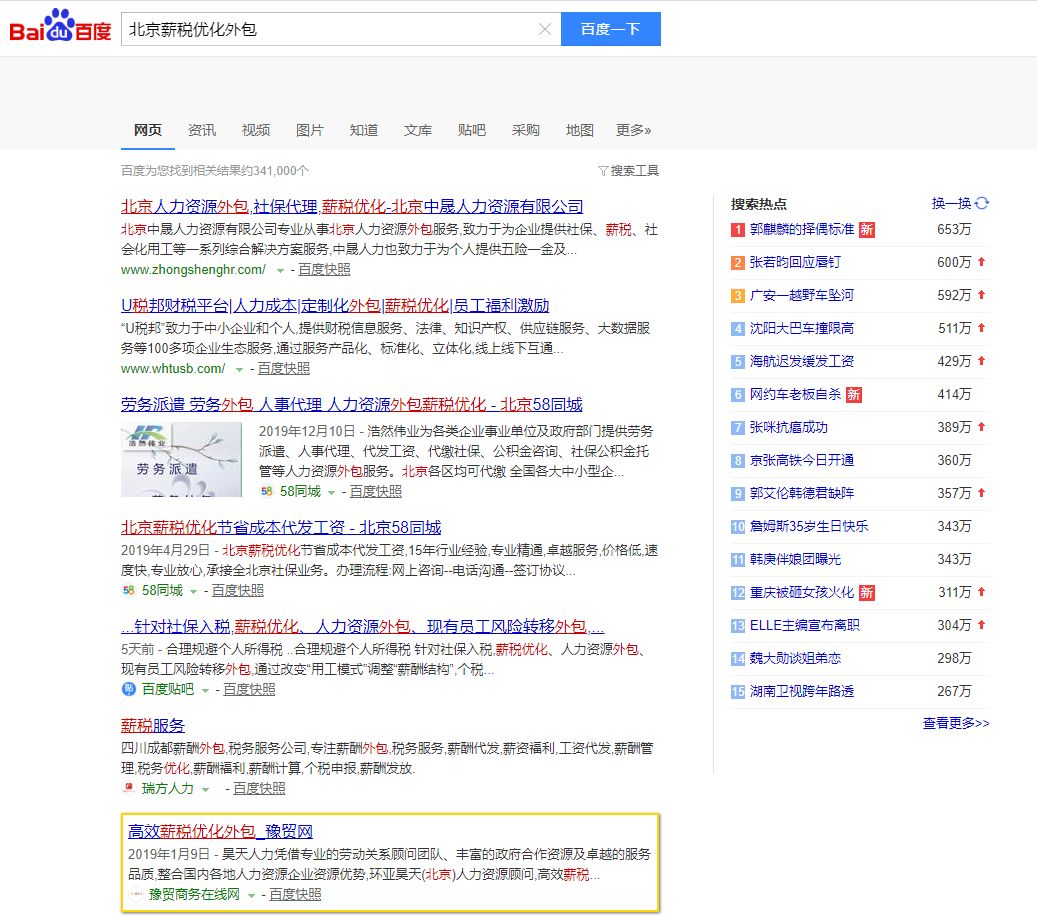 Bai du 百度
北京薪税优化外包
百度一下
网页 资讯 视频 图片 知道 文库 贴吧 采购 地图 更多»
百度为您找到相关结果约341,000个
搜索工具
北京人力资源外包,社保代理,薪税优化-北京中晟人力资源有限公司
北京中晟人力资源有限公司专业从事北京人力资源外包服务,致力于为企业提供社保、薪税、社
会化用工等一系列综合解决方案服务,中晟人力也致力于为个人提供五险一金及...
www.zhongshenghr.com/ - 百度快照
U税邦财税平台|人力成本|定制化外包|薪税优化|员工福利激励
“U税邦”致力于中小企业和个人,提供财税信息服务、法律、知识产权、供应链服务、大数据服
务等100多项企业生态服务,通过服务产品化、标准化、立体化,线上线下互通...
www.whtusb.com/ - 百度快照
劳务派遣 劳务外包 人事代理 人力资源外包薪税优化 - 北京58同城
浩然伟业
劳务派遣
2019年12月10日 - 浩然伟业为各类企业事业单位及政府部门提供劳务
派遣、人事代理、代发工资、代缴社保、公积金咨询、社保公积金托
管等人力资源外包服务。北京各区均可代缴 全国各大中小型企...
58 58同城 - 百度快照
北京薪税优化节省成本代发工资 - 北京58同城
2019年4月29日 - 北京薪税优化节省成本代发工资,15年行业经验,专业精通,卓越服务,价格低,速
度快,专业放心,承接全北京社保业务。办理流程:网上咨询--电话沟通--签订协议...
58 58同城 - 百度快照
...针对社保入税,薪税优化、人力资源外包、现有员工风险转移外包,...
5天前 - 合理规避个人所得税 ..合理规避个人所得税 针对社保入税,薪税优化、人力资源外包、
现有员工风险转移外包,通过改变“用工模式”调整“薪酬结构”,个税...
贴 百度贴吧 - 百度快照
薪税服务
四川成都薪酬外包,税务服务公司,专注薪酬外包,税务服务,薪酬代发,薪资福利,工资代发,薪酬管
理,税务优化,薪酬福利,薪酬计算,个税申报,薪酬发放.
瑞方人力 - 百度快照
高效薪税优化外包_豫贸网
2019年1月9日 - 昊天人力凭借专业的劳动关系顾问团队、丰富的政府合作资源及卓越的服务
品质,整合国内各地人力资源企业资源优势,环亚昊天(北京)人力资源顾问,高效薪税...
豫贸商务在线网 - 百度快照
搜索热点 换一换
1 郭麒麟的择偶标准 新 653万
2 张若昀回应唇钉 600万
3 广安一越野车坠河 592万
4 沈阳大巴车撞限高 511万
5 海航迟发缓发工资 429万
6 网约车老板自杀 新 414万
7 张咪抗癌成功 389万
8 京张高铁今日开通 360万
9 郭艾伦韩德君缺阵 357万
10 詹姆斯35岁生日快乐 343万
11 韩庚伴娘团曝光 343万
12 重庆被砸女孩火化 新 311万
13 ELLE主编宣布离职 304万
14 魏大勋谈姐弟恋 298万
15 湖南卫视跨年路透 267万
查看更多>>